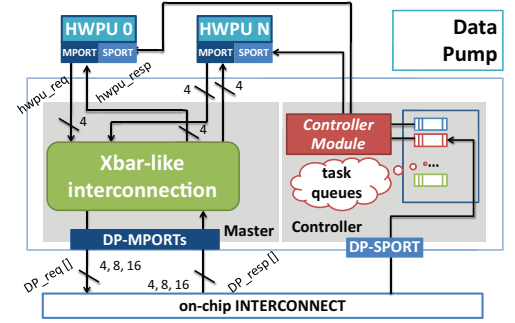 HWPU 0
MPORT SPORT
HWPU N
MPORT SPORT
Data
Pump
hwpu_req
hwpu_resp
4
4
4
4
Xbar-like
interconnection
Controller
Module
task
queues
...
Master
Controller
DP-MPORTs
DP-SPORT
DP_req []
4, 8, 16
4, 8, 16
DP_resp []
on-chip INTERCONNECT